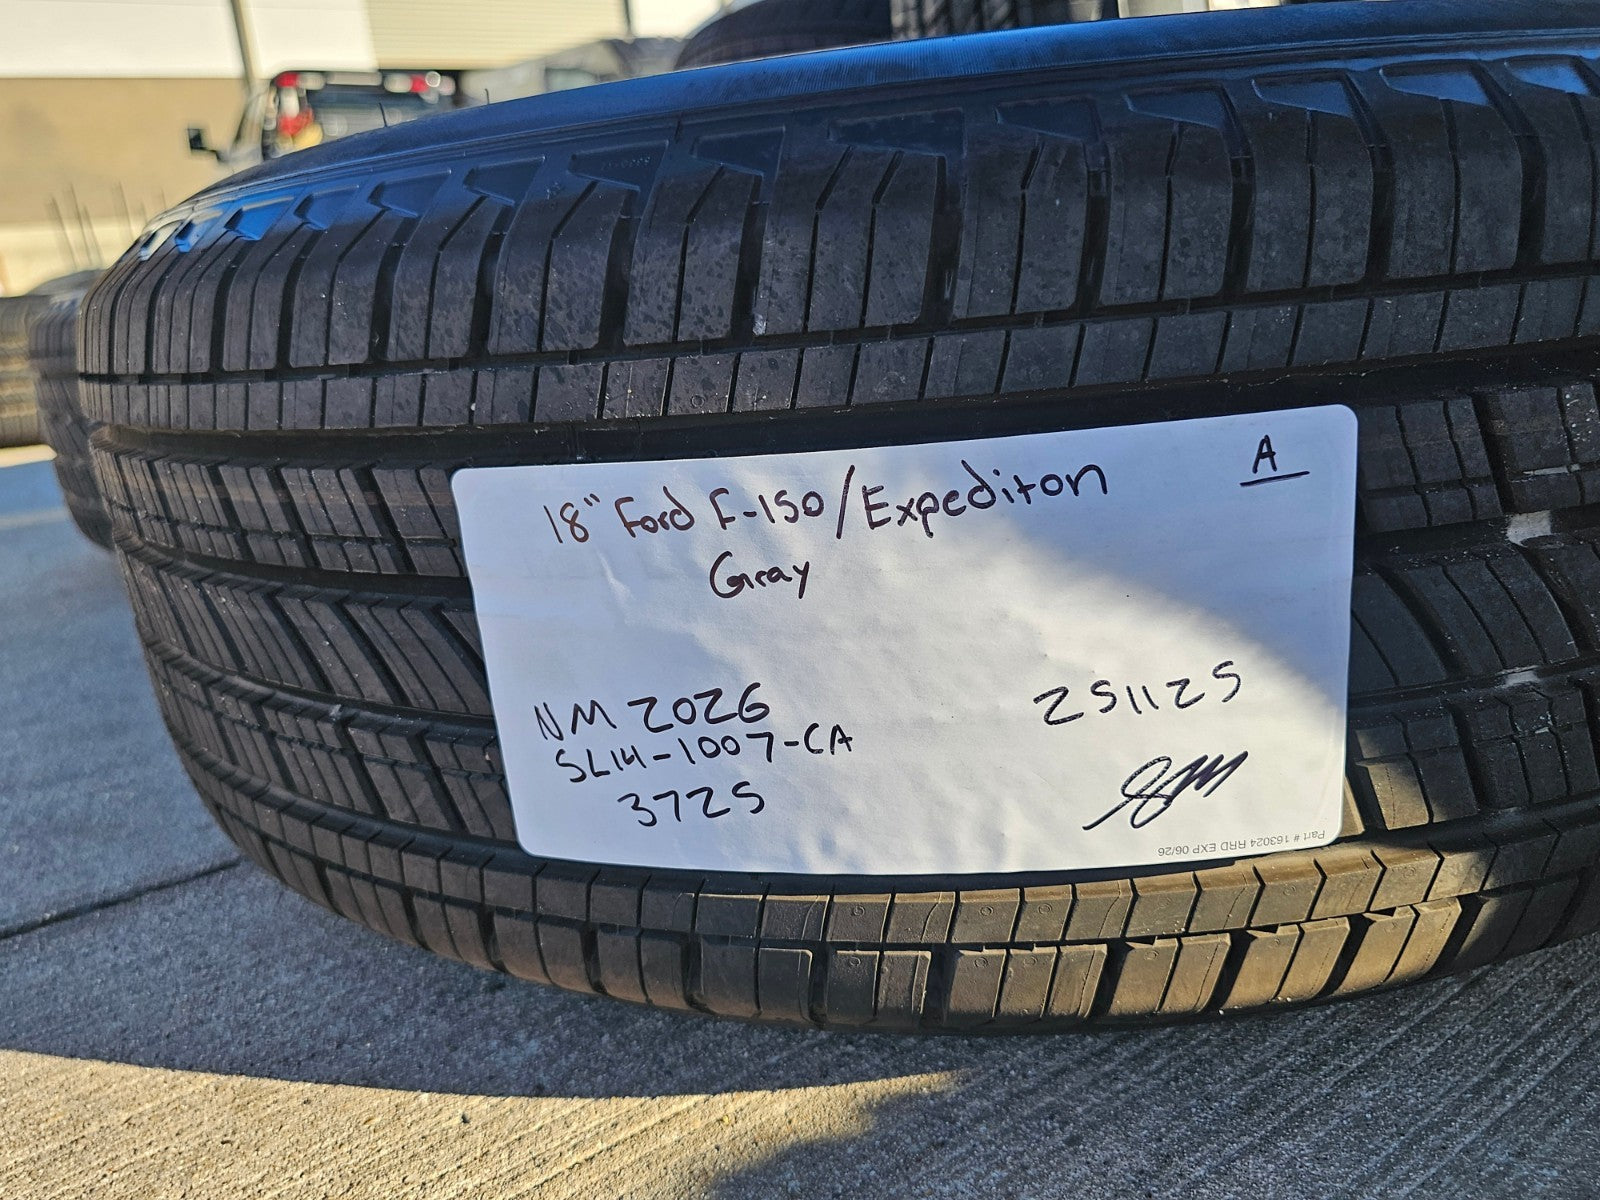 A
18" Ford F-150/Expediton
Gray
NM 2026
SL14-1007-CA
3725
251125
Part # 163024 RRD EXP 06/26